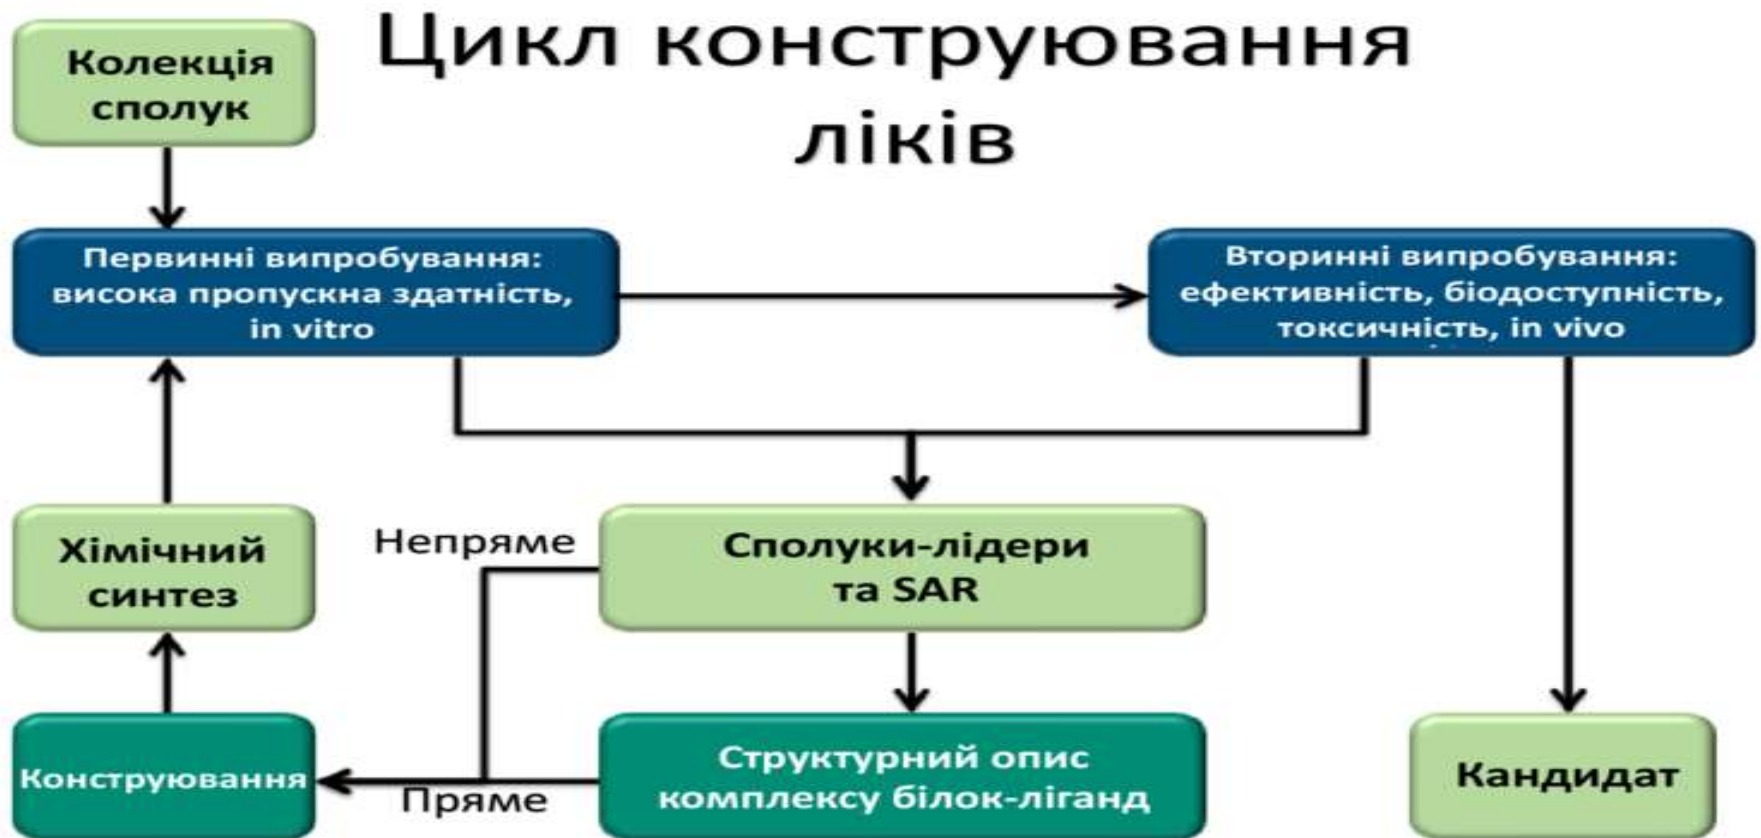 Цикл конструювання
ліків
Колекція
сполук
Первинні випробування:
висока пропускна здатність,
in vitro
Вторинні випробування:
ефективність, біодоступність,
токсичність, in vivo
Хімічний
синтез
Непряме
Сполуки-лідери
та SAR
Конструювання
Пряме
Структурний опис
комплексу білок-ліганд
Кандидат